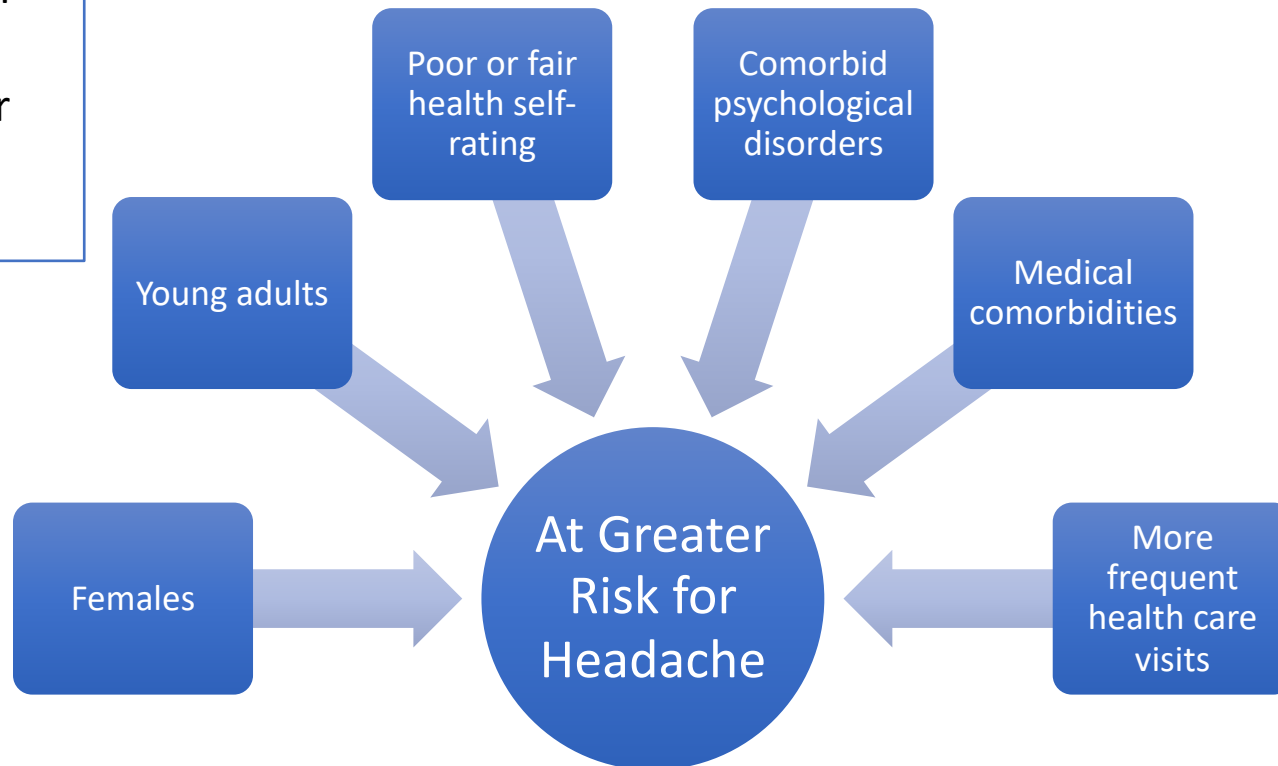 r
Poor or fair
health self-
rating
Comorbid
psychological
disorders
Young adults
Medical
comorbidities
Females
At Greater
Risk for
Headache
More
frequent
health care
visits